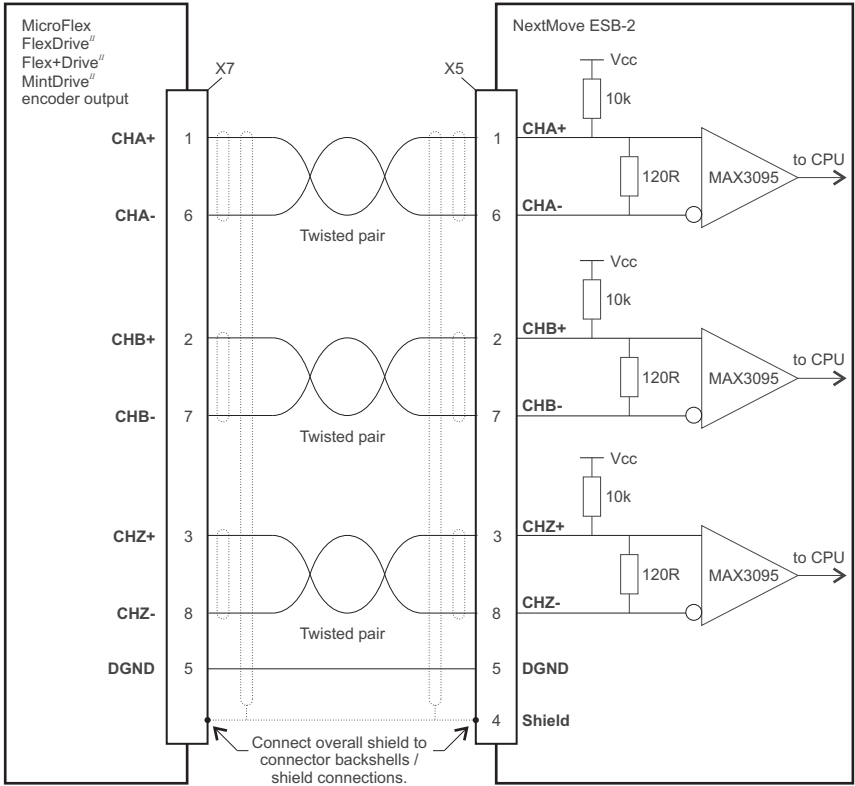 MicroFlex
FlexDrive"
Flex+Drive"
MintDrive"
encoder output
NextMove ESB-2
X7
X5
Vcc
10k
CHA+ 1
1 CHA+
120R
MAX3095
to CPU
CHA- 6
6 CHA-
Twisted pair
Vcc
10k
CHB+ 2
2 CHB+
120R
MAX3095
to CPU
CHB- 7
7 CHB-
Twisted pair
Vcc
10k
CHZ+ 3
3 CHZ+
120R
MAX3095
to CPU
CHZ- 8
8 CHZ-
Twisted pair
DGND 5
5 DGND
4 Shield
Connect overall shield to
connector backshells /
shield connections.